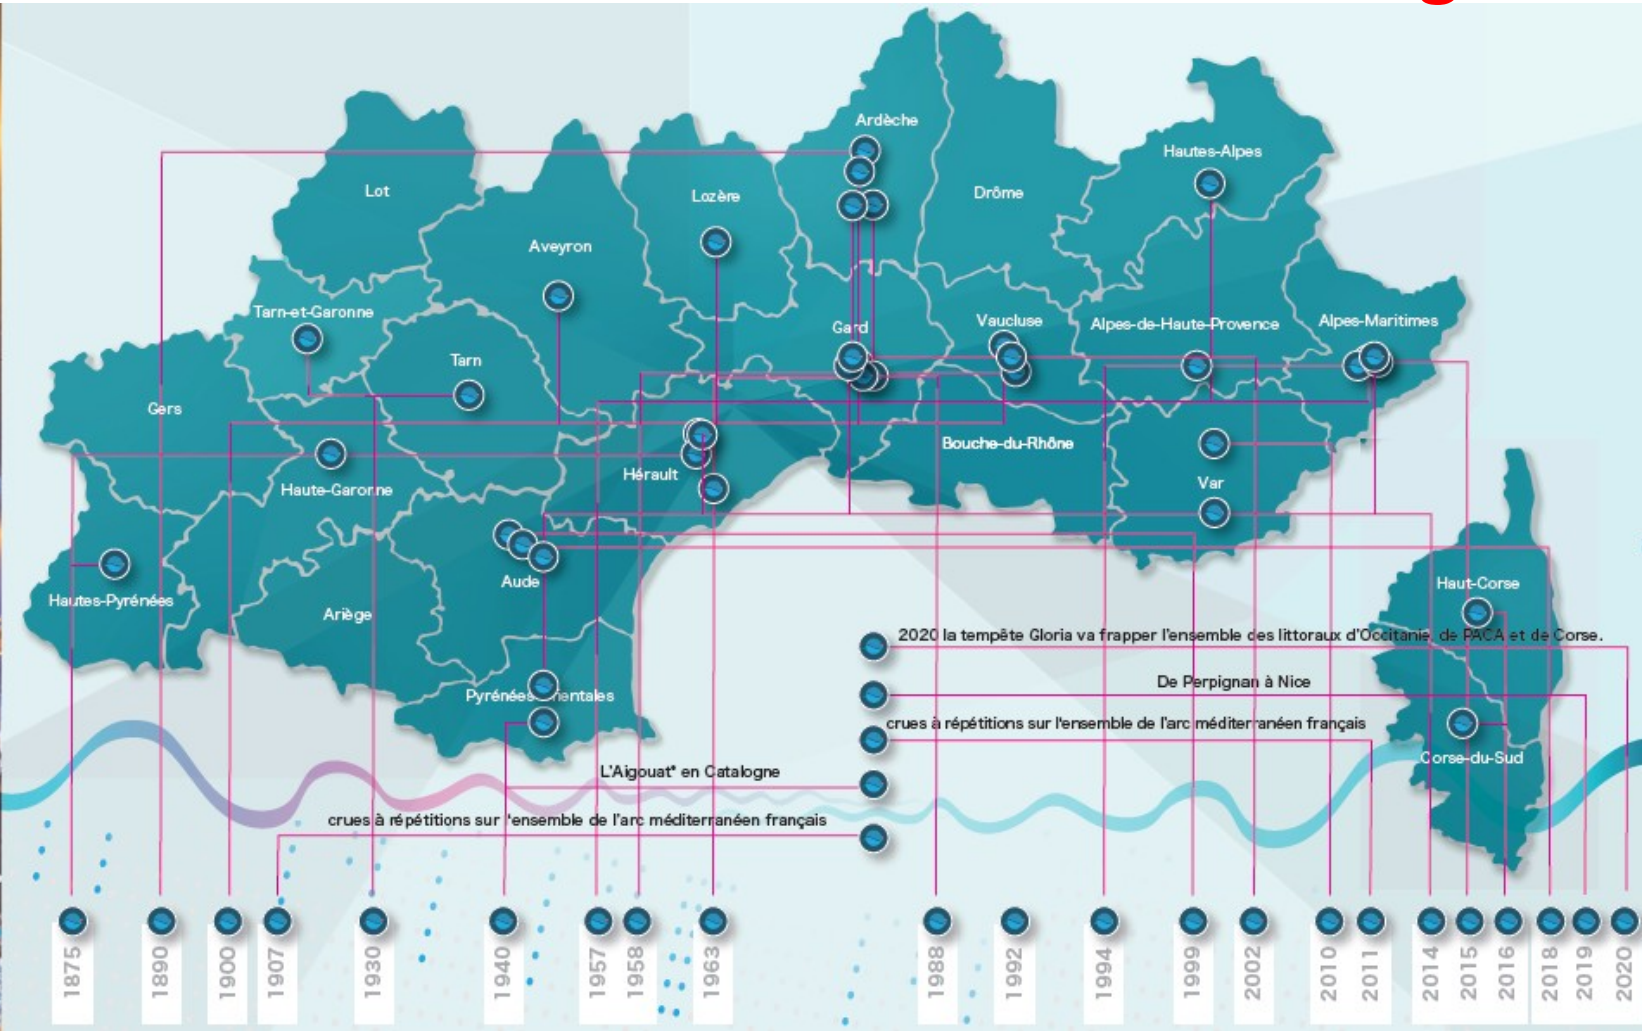 Ardèche
Hautes-Alpes
Lot
Lozère
Drôme
Aveyron
Tarn-et-Garonne
Gard
Vaucluse
Alpes-de-Haute-Provence
Alpes-Maritimes
Tarn
Gers
Bouche-du-Rhône
Hérault
Haute-Garonne
Var
Aude
Haut-Corse
Hautes-Pyrénées
Ariège
2020 la tempête Gloria va frapper l'ensemble des littoraux d'Occitanie, de PACA et de Corse.
Pyrénées-Orientales
De Perpignan à Nice
crues à répétitions sur l'ensemble de l'arc méditerranéen français
Corse-du-Sud
L'Aigouat* en Catalogne
crues à répétitions sur l'ensemble de l'arc méditerranéen français
1875
1890
1900
1907
1930
1940
1957
1958
1963
1988
1992
1994
1999
2002
2010
2011
2014
2015
2016
2018
2019
2020